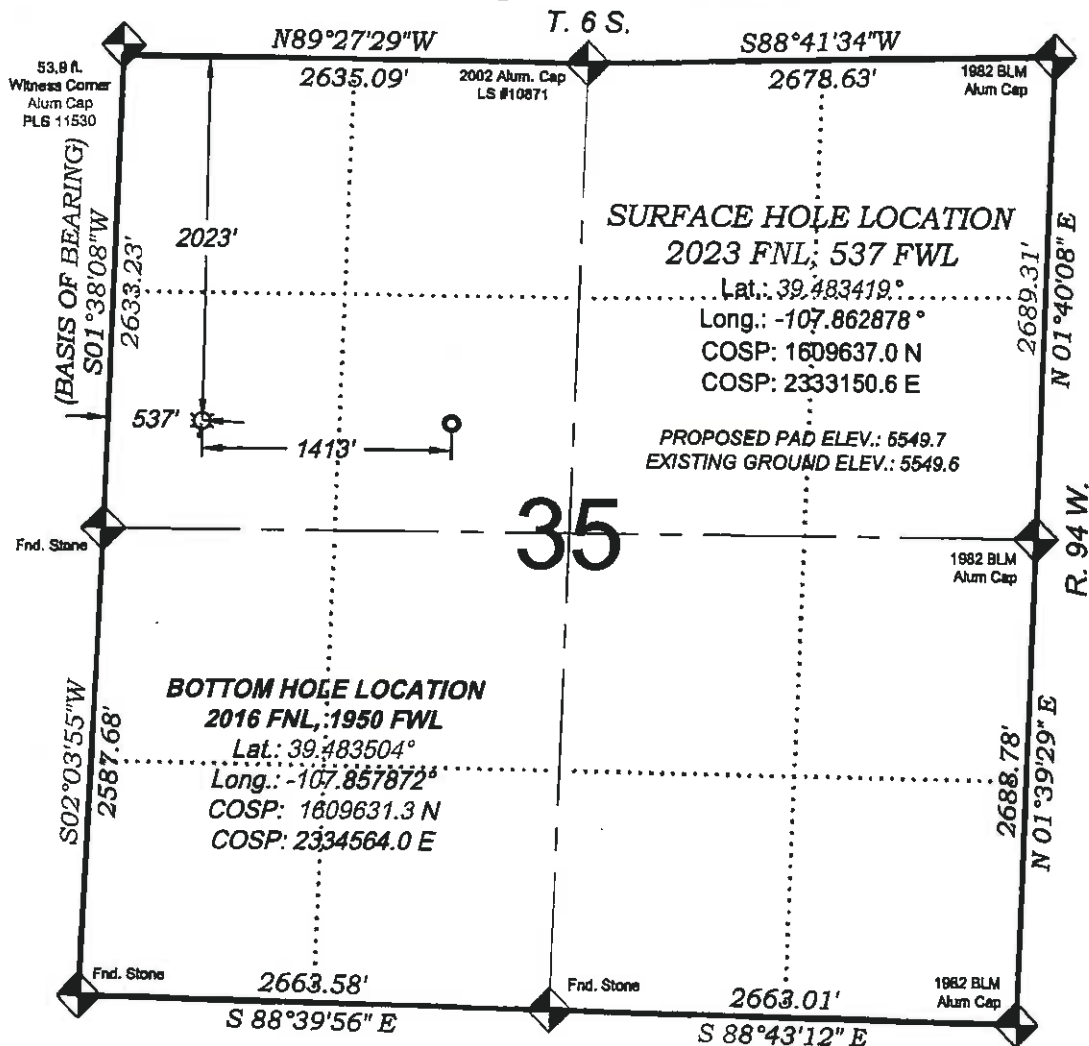 T. 6 S.
N89°27'29"W
S88°41'34"W
53.9 ft.
Witness Corner
Alum Cap
PLS 11530
2635.09'
2002 Alum. Cap
LS #10871
2678.63'
1982 BLM
Alum Cap
(BASIS OF BEARING)
S01°38'08"W
2633.23'
2023'
SURFACE HOLE LOCATION
2023 FNL, 537 FWL
Lat.: 39.483419°
Long.: -107.862878°
COSP: 1609637.0 N
COSP: 2333150.6 E
2689.31'
N 01°40'08" E
537'
1413'
PROPOSED PAD ELEV.: 5549.7
EXISTING GROUND ELEV.: 5549.6
35
R. 94 W.
Fnd. Stone
1982 BLM
Alum Cap
BOTTOM HOLE LOCATION
2016 FNL, 1950 FWL
Lat.: 39.483504°
Long.: -107.857872°
COSP: 1609631.3 N
COSP: 2334564.0 E
S02°03'55"W
2587.68'
2688.78'
N 01°39'29" E
Fnd. Stone
2663.58'
S 88°39'56" E
Fnd. Stone
2663.01'
S 88°43'12" E
1982 BLM
Alum Cap